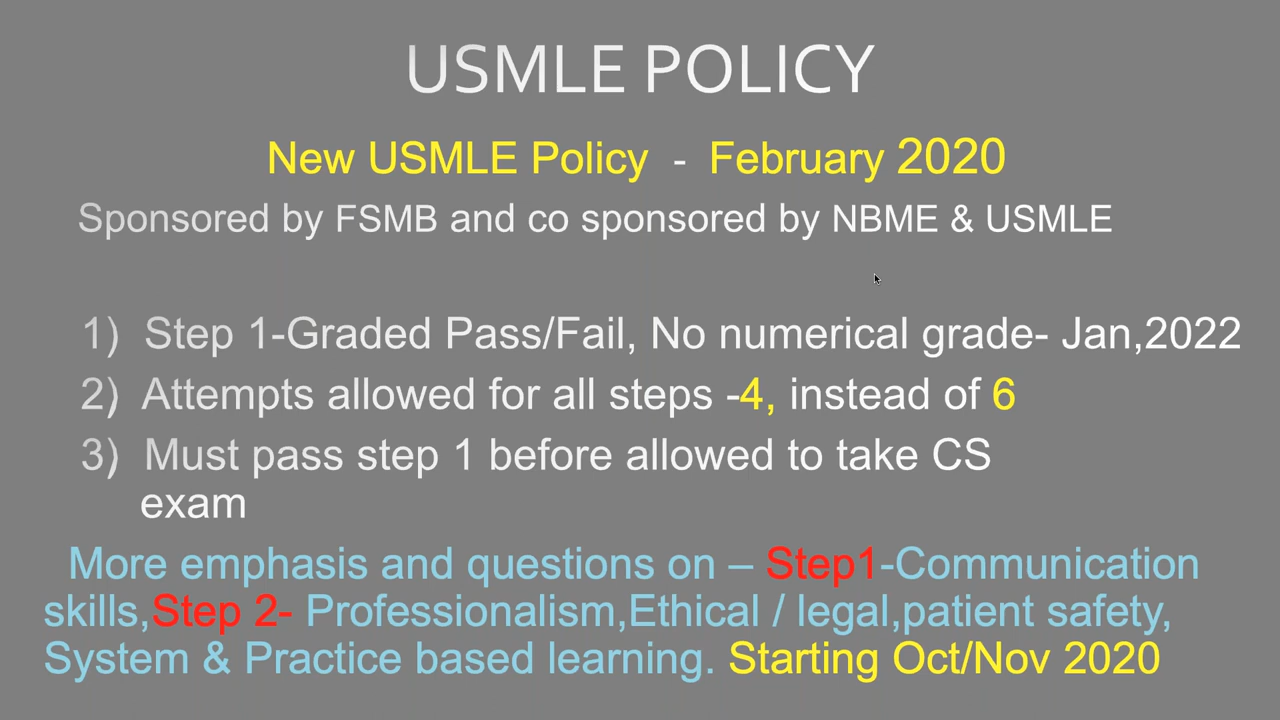 USMLE POLICY
New USMLE Policy - February 2020
Sponsored by FSMB and co sponsored by NBME & USMLE
1) Step 1-Graded Pass/Fail, No numerical grade- Jan,2022
2) Attempts allowed for all steps -4, instead of 6
3) Must pass step 1 before allowed to take CS
exam
More emphasis and questions on – Step1-Communication
skills,Step 2- Professionalism,Ethical / legal,patient safety,
System & Practice based learning. Starting Oct/Nov 2020